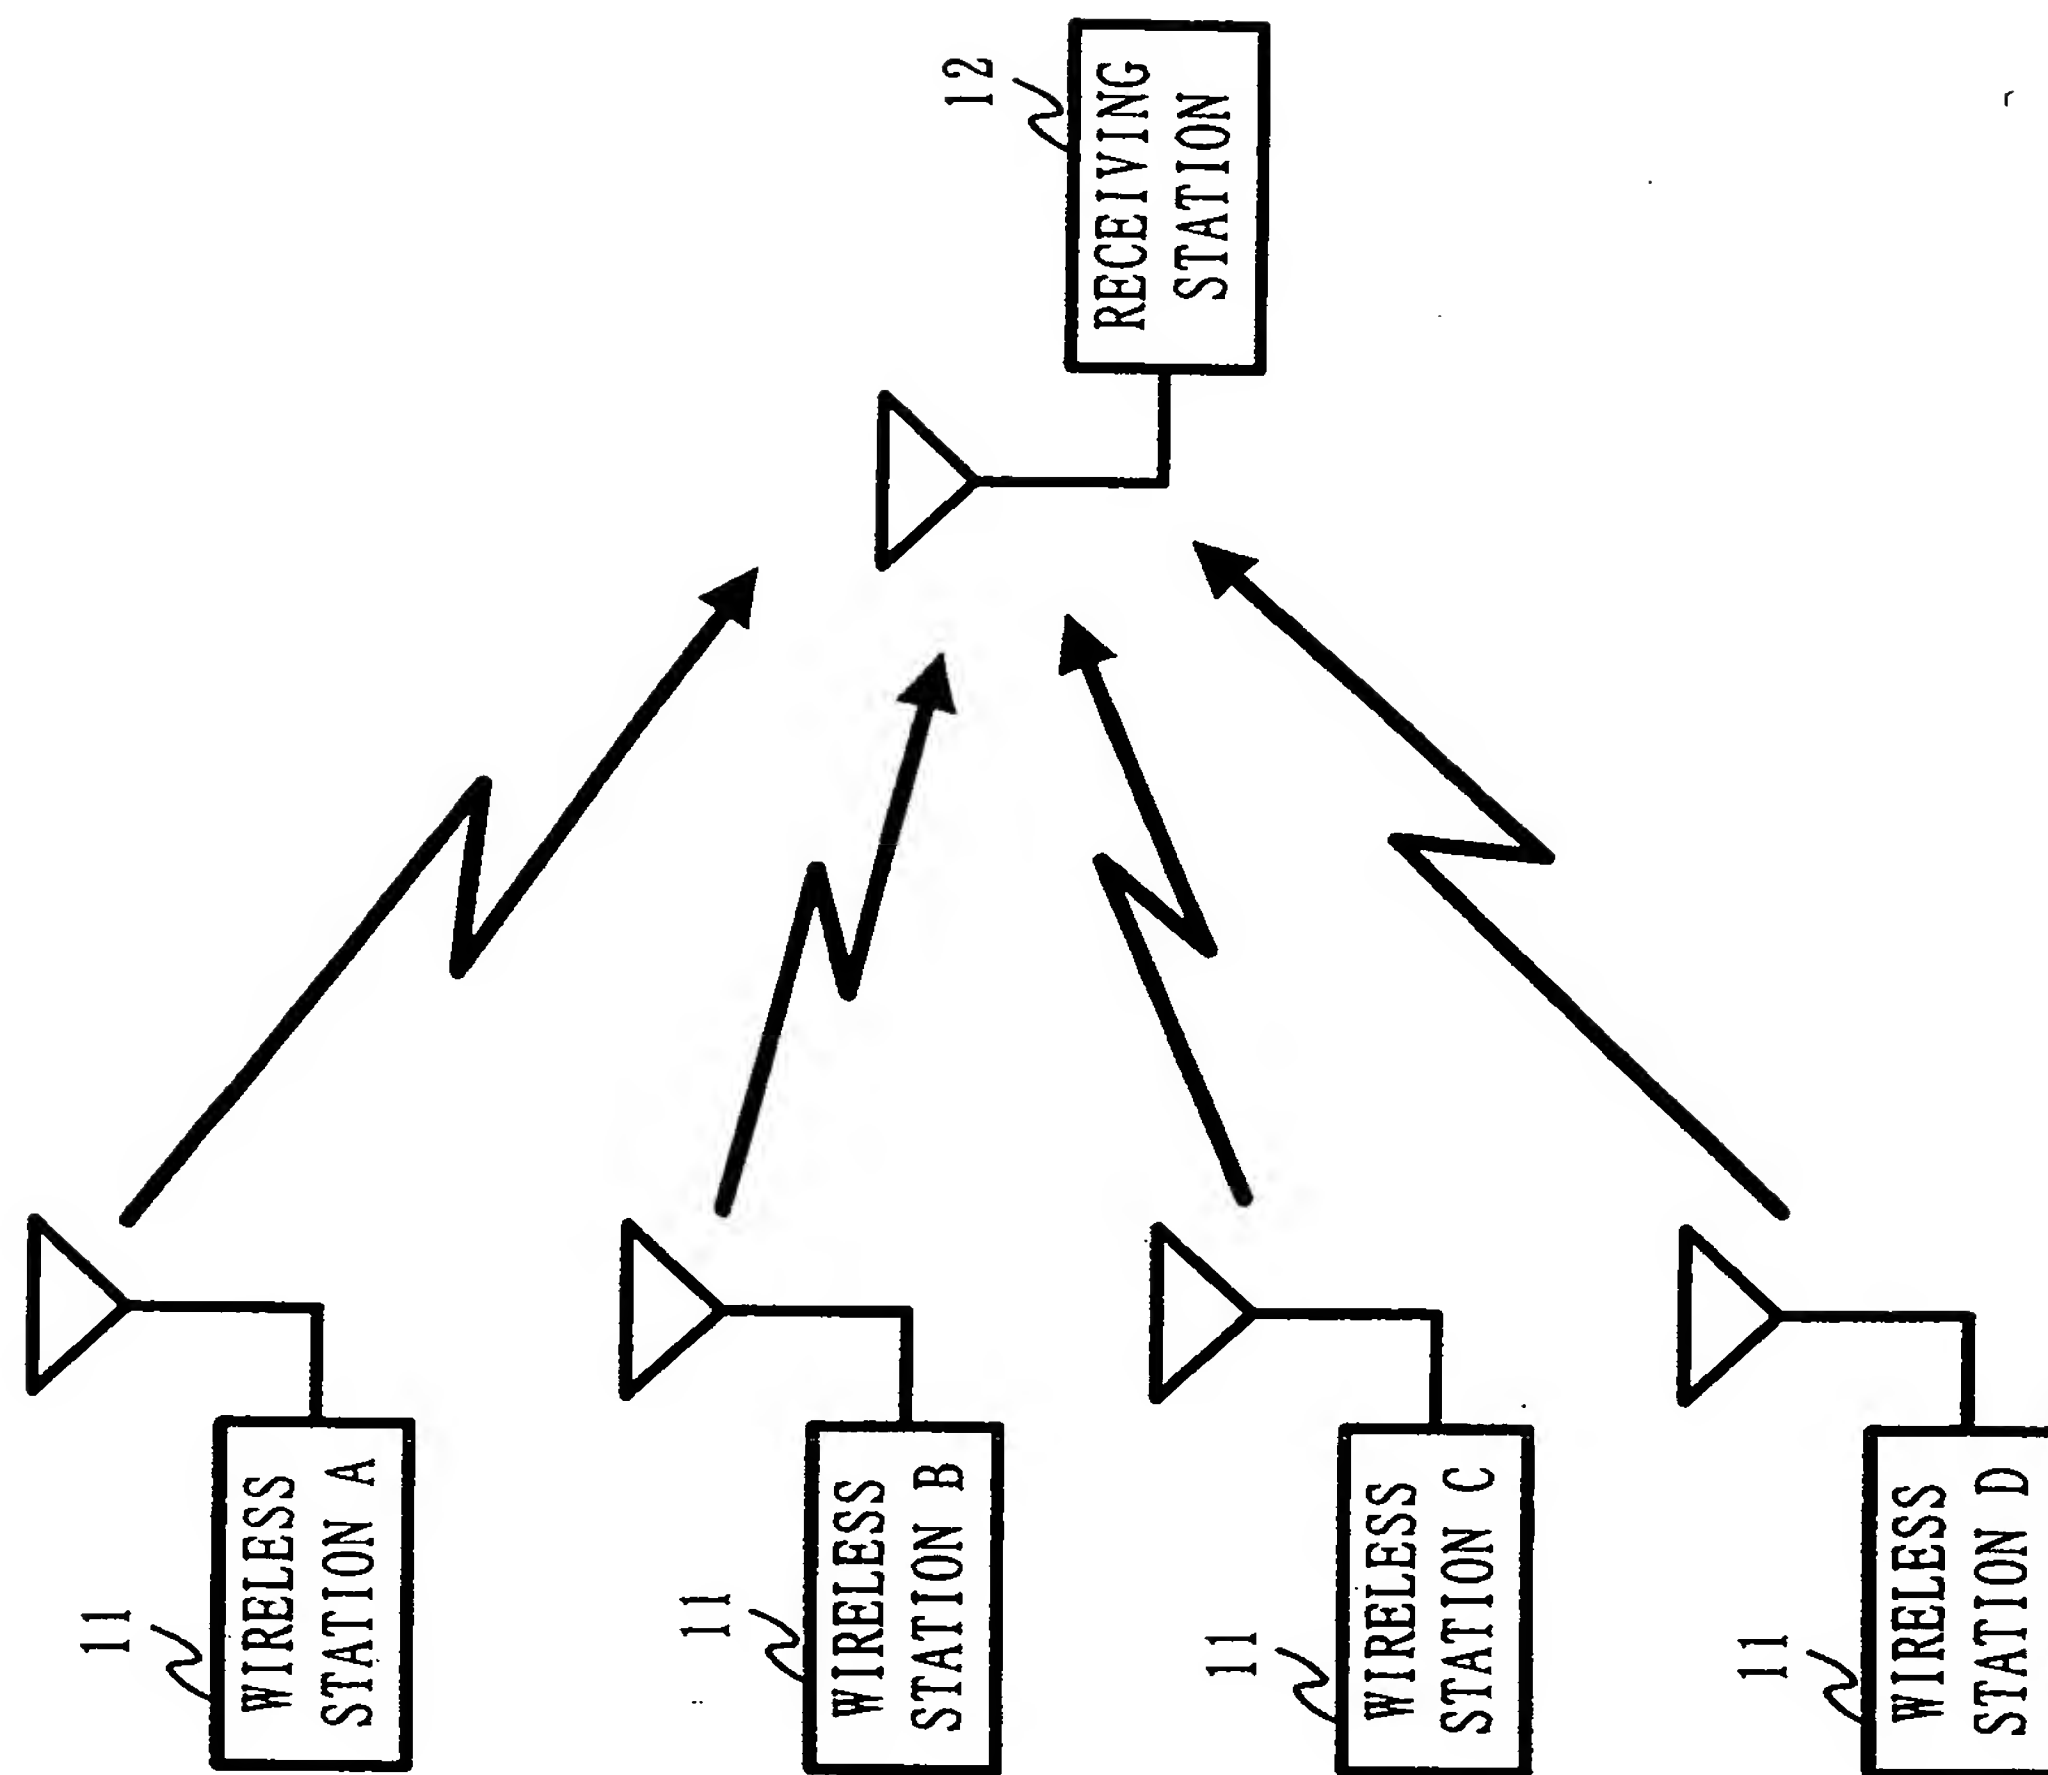 11
WIRELESS
STATION A
11
WIRELESS
STATION B
11
WIRELESS
STATION C
11
WIRELESS
STATION D
12
RECEIVING
STATION